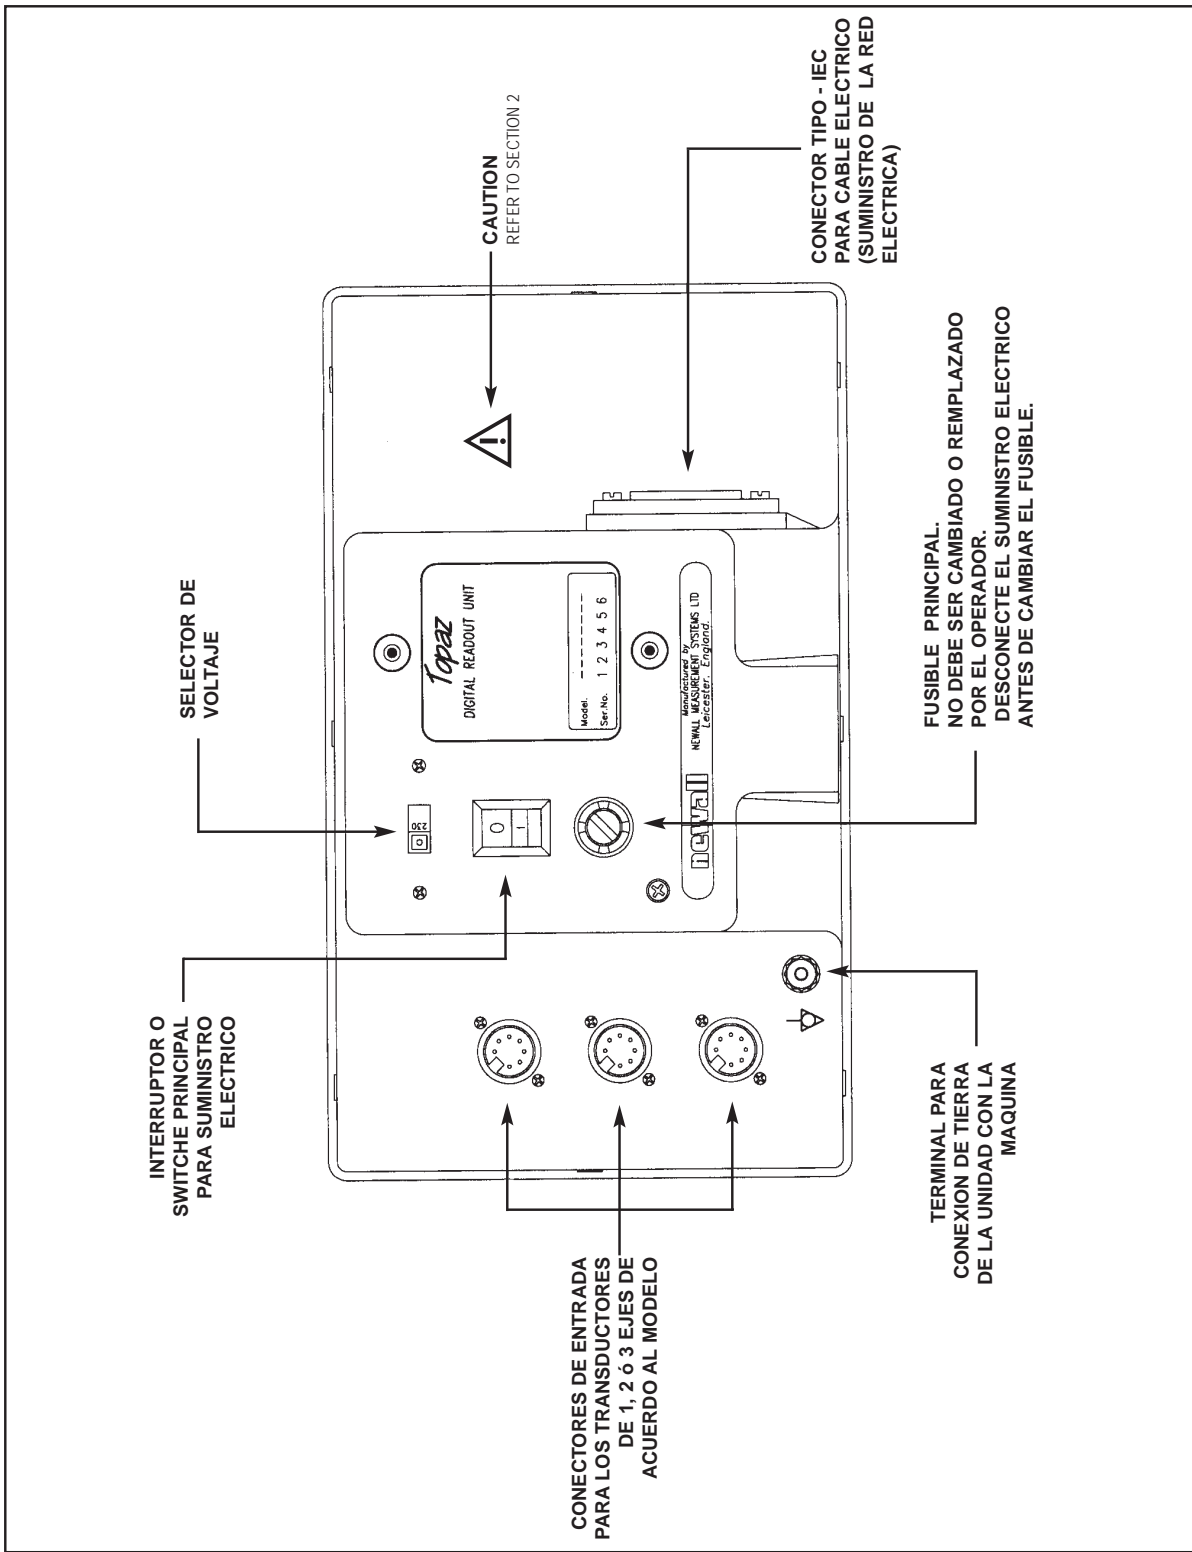 INTERRUPTOR O
SWITCHE PRINCIPAL
PARA SUMINISTRO
ELECTRICO
SELECTOR DE
VOLTAJE
CAUTION
REFER TO SECTION 2
CONECTORES DE ENTRADA
PARA LOS TRANSDUCTORES
DE 1, 2 ó 3 EJES DE
ACUERDO AL MODELO
230
0
1
Topaz
DIGITAL READOUT UNIT
Model. -------
Ser.No. 1 2 3 4 5 6
newall
Manufactured by
NEWALL MEASUREMENT SYSTEMS LTD
Leicester. England.
CONECTOR TIPO - IEC
PARA CABLE ELECTRICO
(SUMINISTRO DE LA RED
ELECTRICA)
TERMINAL PARA
CONEXION DE TIERRA
DE LA UNIDAD CON LA
MAQUINA
FUSIBLE PRINCIPAL.
NO DEBE SER CAMBIADO O REMPLAZADO
POR EL OPERADOR.
DESCONECTE EL SUMINISTRO ELECTRICO
ANTES DE CAMBIAR EL FUSIBLE.